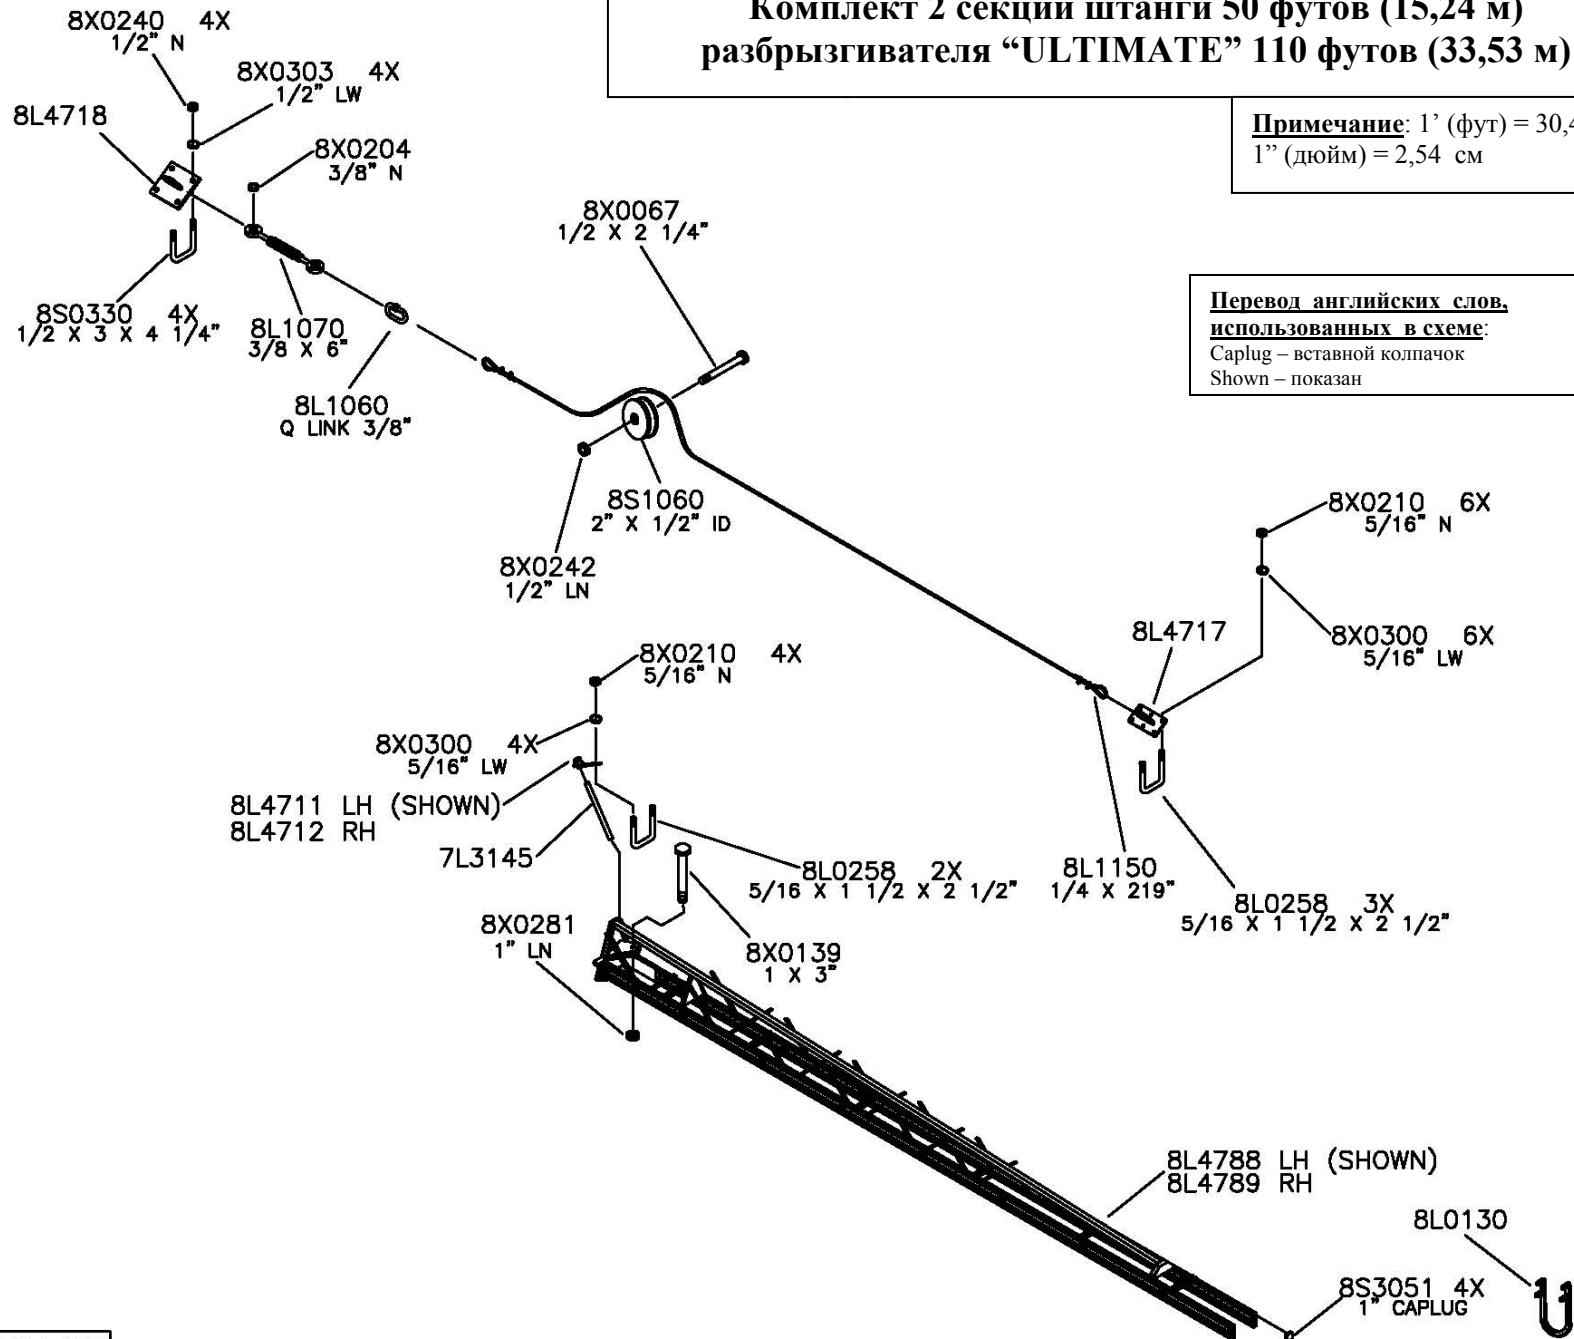 Комплект 2 секции штанги 50 футов (15,24 м)
разбрызгивателя “ULTIMATE” 110 футов (33,53 м)
Примечание: 1’ (фут) = 30,4
1” (дюйм) = 2,54 см
Перевод английских слов,
использованных в схеме:
Caplug – вставной колпачок
Shown – показан
8X0240 4X
1/2" N
8X0303 4X
1/2" LW
8L4718
8X0204
3/8" N
8X0067
1/2 X 2 1/4"
8S0330 4X
1/2 X 3 X 4 1/4"
8L1070
3/8 X 6"
8L1060
Q LINK 3/8"
8S1060
2" X 1/2" ID
8X0242
1/2" LN
8X0210 6X
5/16" N
8X0300 6X
5/16" LW
8L4717
8X0210 4X
5/16" N
8X0300 4X
5/16" LW
8L4711 LH (SHOWN)
8L4712 RH
7L3145
8L0258 2X
5/16 X 1 1/2 X 2 1/2"
8L1150
1/4 X 219"
8L0258 3X
5/16 X 1 1/2 X 2 1/2"
8X0281
1" LN
8X0139
1 X 3"
8L4788 LH (SHOWN)
8L4789 RH
8L0130
8S3051 4X
1" CAPLUG